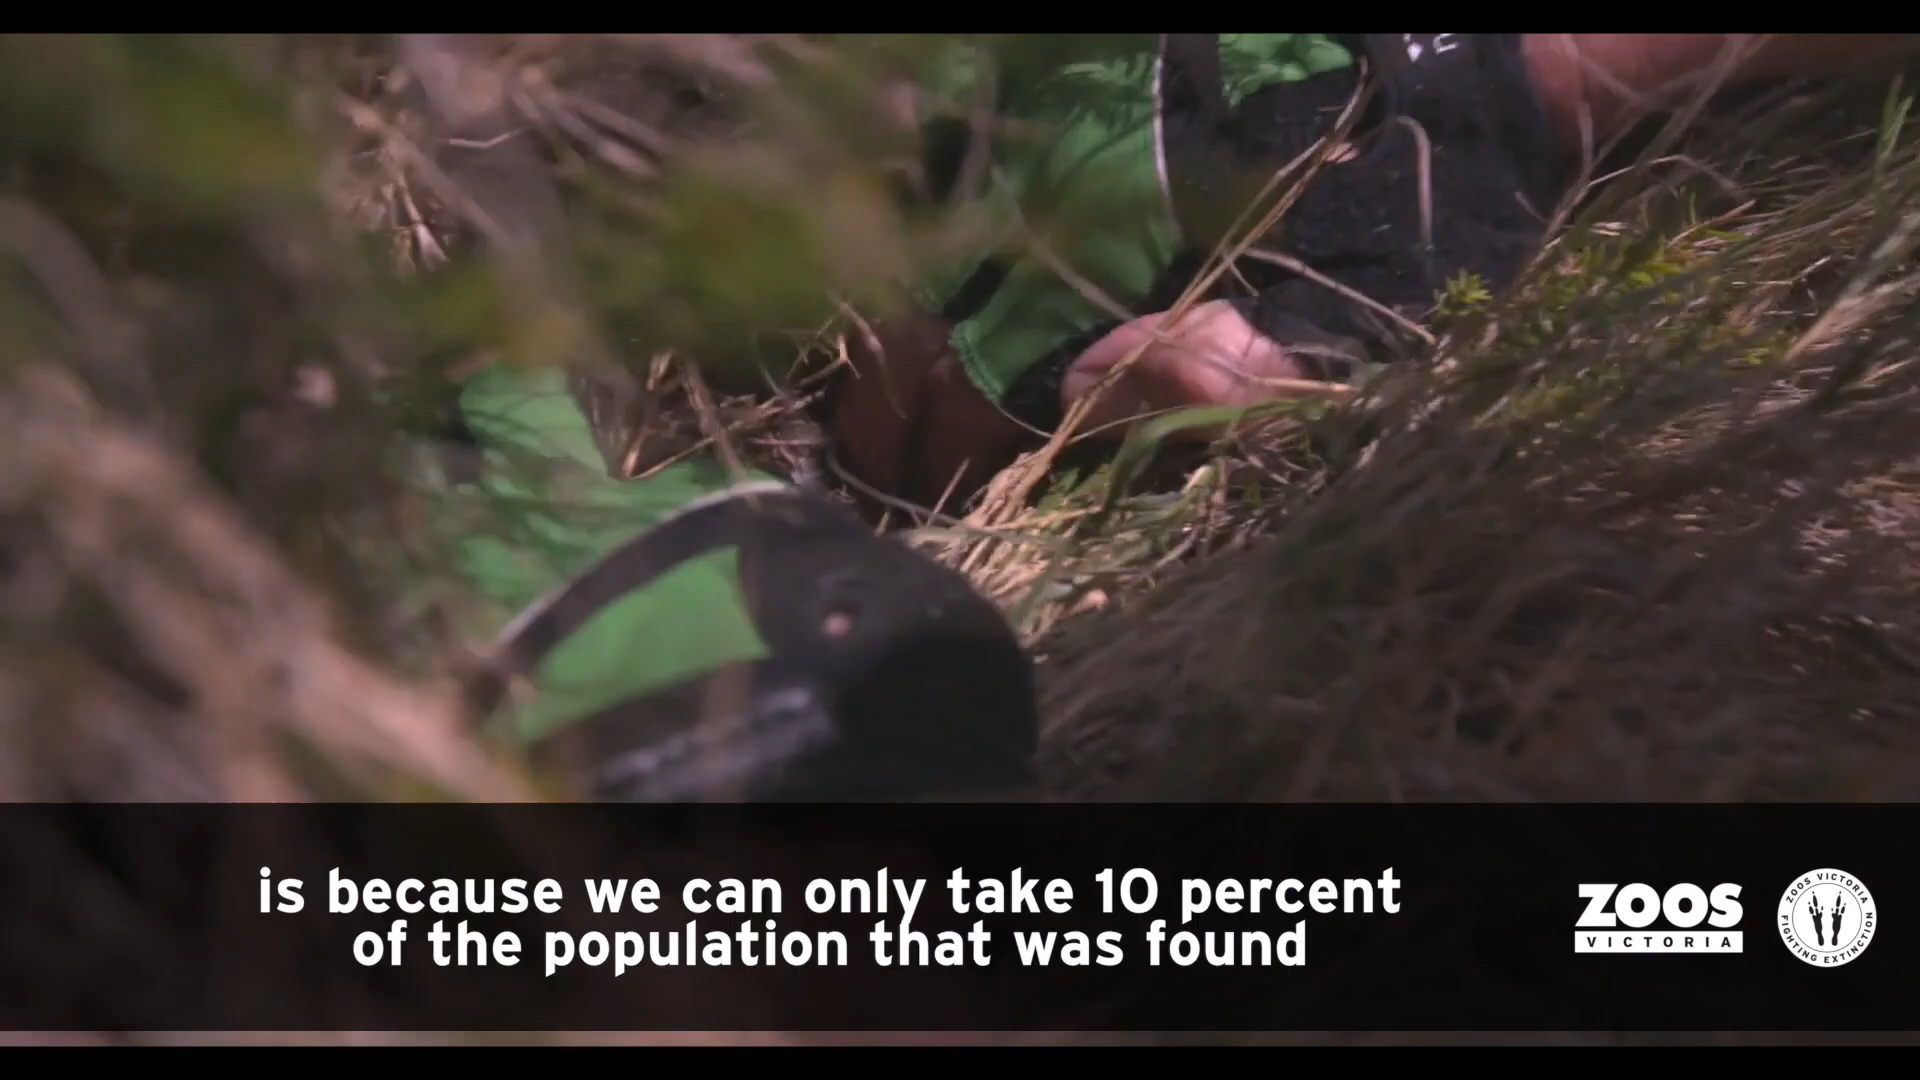 is because we can only take 10 percent
of the population that was found
ZOOS
VICTORIA
ZOOS VICTORIA
FIGHTING EXTINCTION